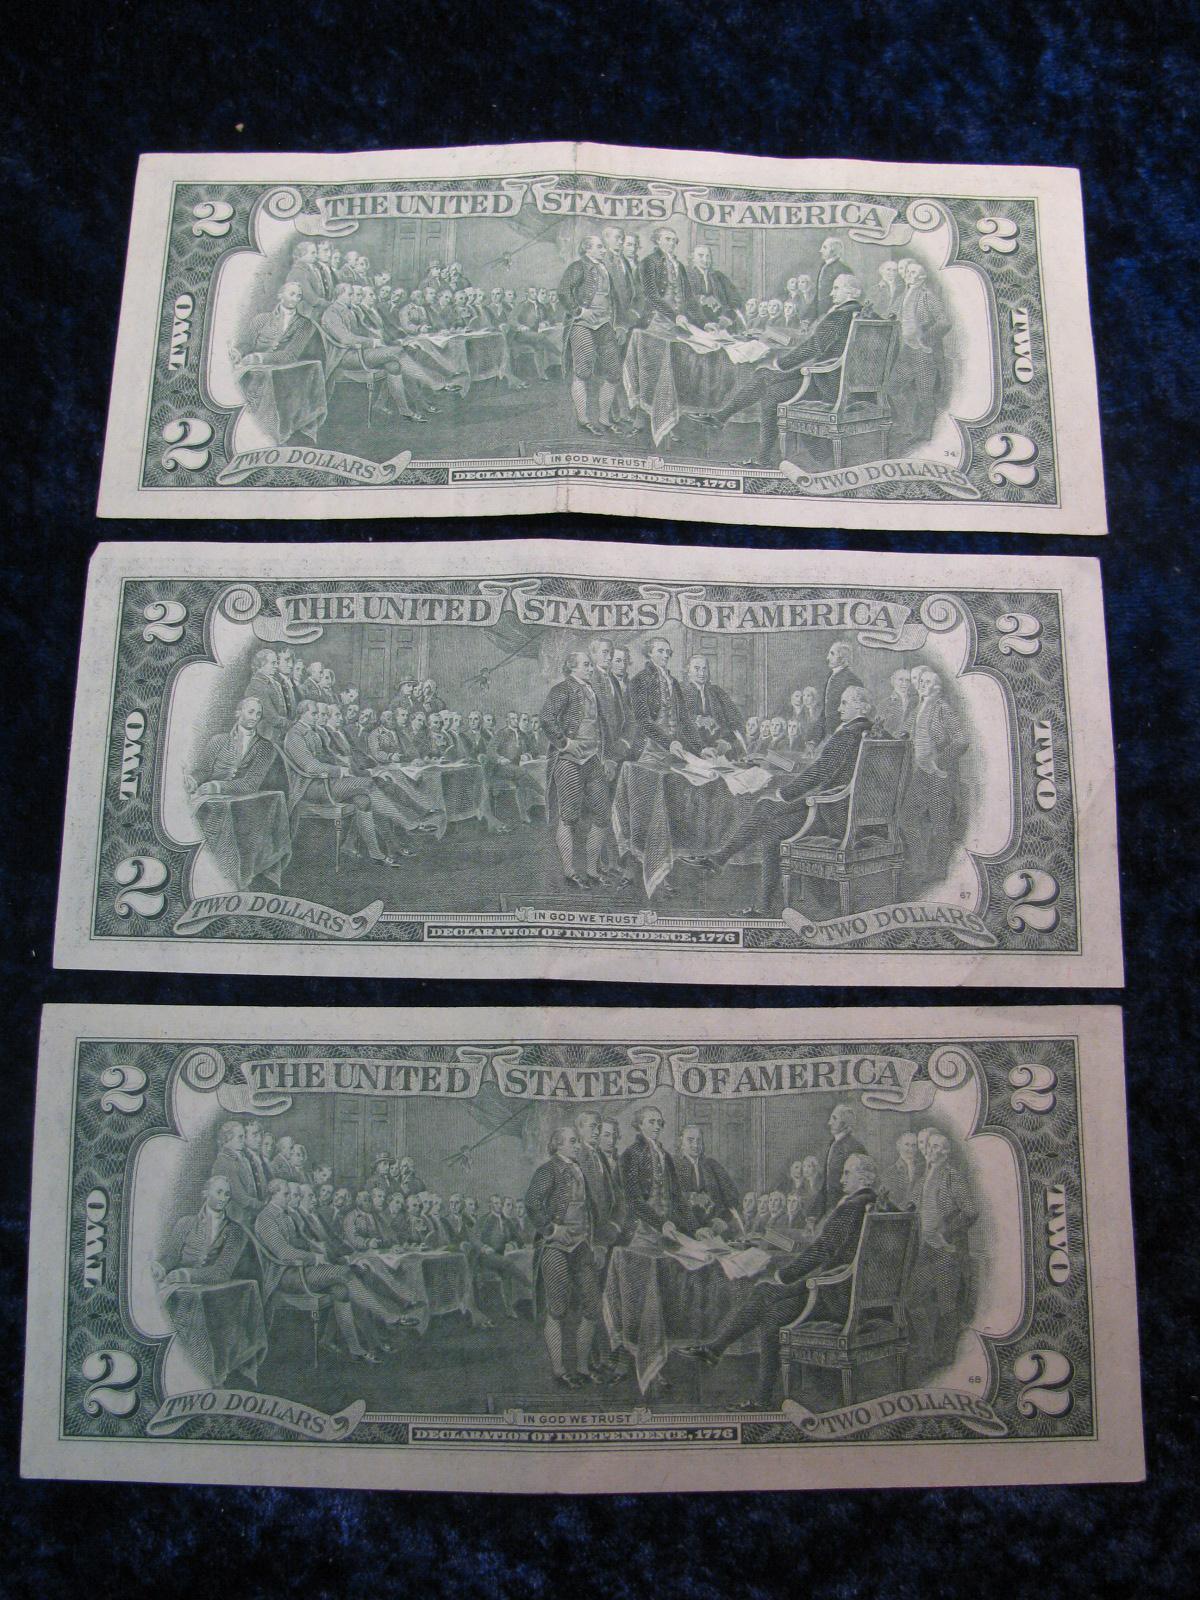 2 THE UNITED STATES OF AMERICA 2
TWO TWO
34
2 TWO DOLLARS IN GOD WE TRUST TWO DOLLARS 2
DECLARATION OF INDEPENDENCE, 1776
2 THE UNITED STATES OF AMERICA 2
TWO TWO
67
2 TWO DOLLARS IN GOD WE TRUST TWO DOLLARS 2
DECLARATION OF INDEPENDENCE, 1776
2 THE UNITED STATES OF AMERICA 2
TWO TWO
68
2 TWO DOLLARS IN GOD WE TRUST TWO DOLLARS 2
DECLARATION OF INDEPENDENCE, 1776